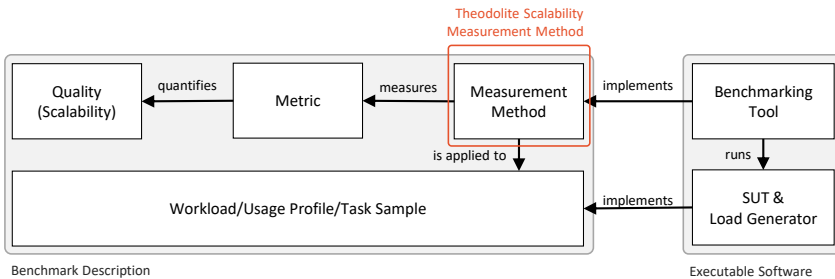 Theodolite Scalability
Measurement Method
Quality
(Scalability)
quantifies
Metric
measures
Measurement
Method
implements
Benchmarking
Tool
is applied to
runs
Workload/Usage Profile/Task Sample
implements
SUT &
Load Generator
Benchmark Description
Executable Software